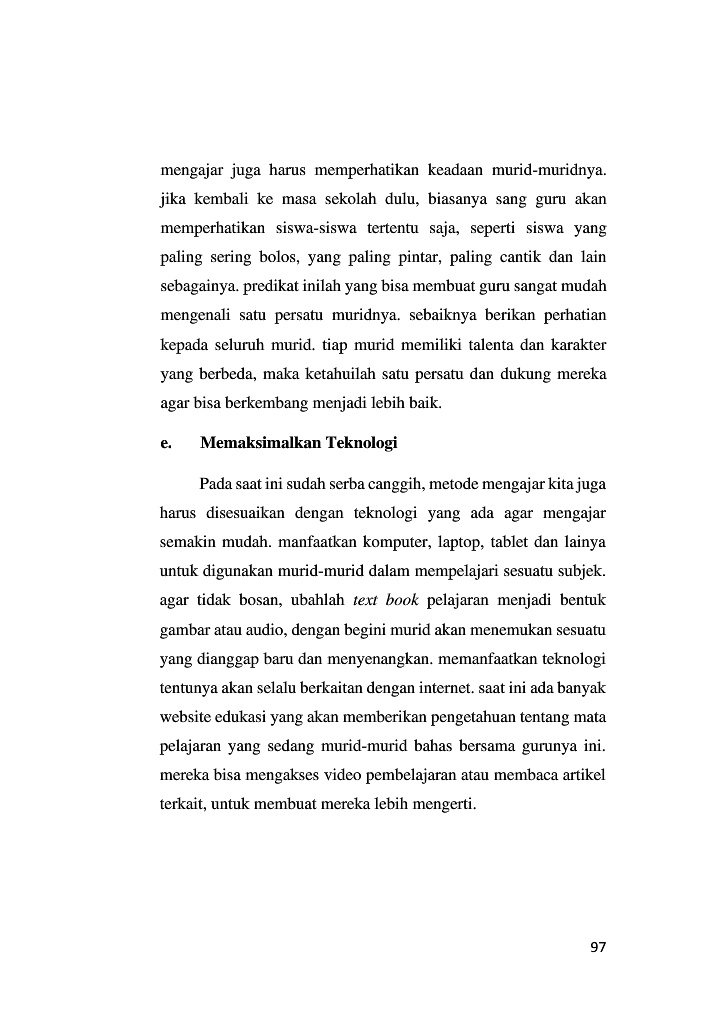 mengajar juga harus memperhatikan keadaan murid-muridnya.
jika kembali ke masa sekolah dulu, biasanya sang guru akan
memperhatikan siswa-siswa tertentu saja, seperti siswa yang
paling sering bolos, yang paling pintar, paling cantik dan lain
sebagainya. predikat inilah yang bisa membuat guru sangat mudah
mengenali satu persatu muridnya. sebaiknya berikan perhatian
kepada seluruh murid. tiap murid memiliki talenta dan karakter
yang berbeda, maka ketahuilah satu persatu dan dukung mereka
agar bisa berkembang menjadi lebih baik.
e. Memaksimalkan Teknologi
Pada saat ini sudah serba canggih, metode mengajar kita juga
harus disesuaikan dengan teknologi yang ada agar mengajar
semakin mudah. manfaatkan komputer, laptop, tablet dan lainya
untuk digunakan murid-murid dalam mempelajari sesuatu subjek.
agar tidak bosan, ubahlah text book pelajaran menjadi bentuk
gambar atau audio, dengan begini murid akan menemukan sesuatu
yang dianggap baru dan menyenangkan. memanfaatkan teknologi
tentunya akan selalu berkaitan dengan internet. saat ini ada banyak
website edukasi yang akan memberikan pengetahuan tentang mata
pelajaran yang sedang murid-murid bahas bersama gurunya ini.
mereka bisa mengakses video pembelajaran atau membaca artikel
terkait, untuk membuat mereka lebih mengerti.
97